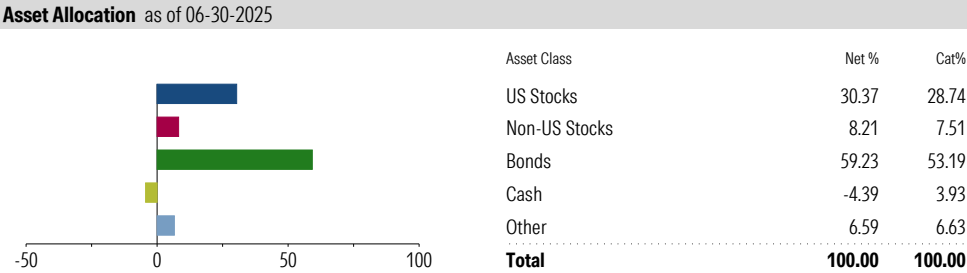 Asset Allocation as of 06-30-2025
Asset Class Net % Cat%
US Stocks 30.37 28.74
Non-US Stocks 8.21 7.51
Bonds 59.23 53.19
Cash -4.39 3.93
Other 6.59 6.63
Total 100.00 100.00
-50 0 50 100